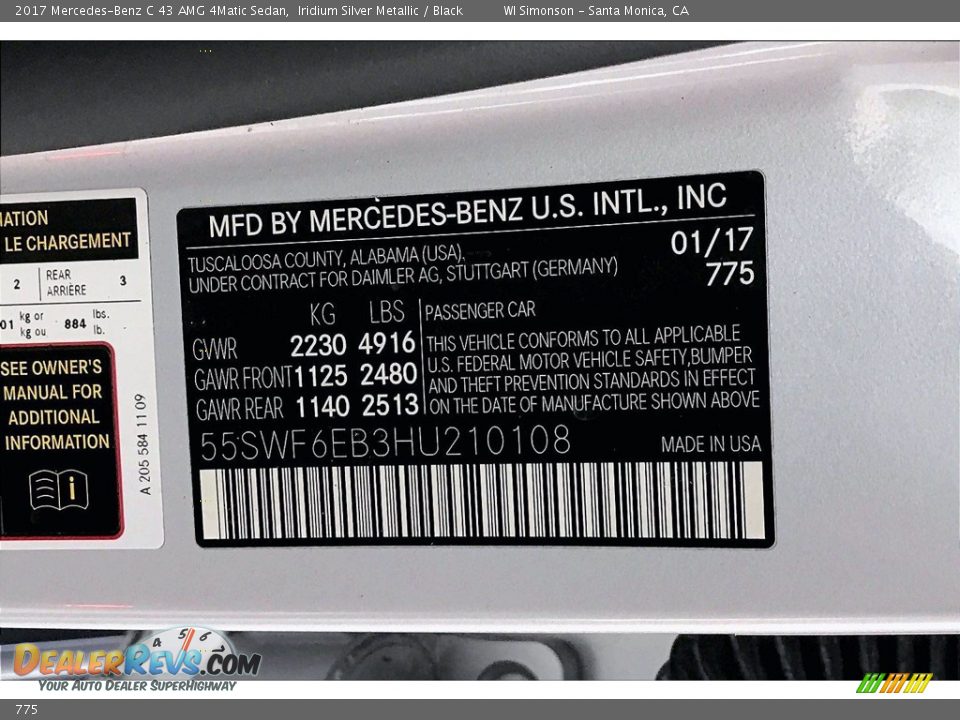 2017 Mercedes-Benz C 43 AMG 4Matic Sedan, Iridium Silver Metallic / Black WI Simonson - Santa Monica, CA
MATION
LE CHARGEMENT
2 REAR ARRIÈRE 3
01 kg or kg ou 884 lbs. lb.
SEE OWNER'S
MANUAL FOR
ADDITIONAL
INFORMATION
i
A 205 584 11 09
MFD BY MERCEDES-BENZ U.S. INTL., INC
TUSCALOOSA COUNTY, ALABAMA (USA),
UNDER CONTRACT FOR DAIMLER AG, STUTTGART (GERMANY)
01/17
775
KG LBS
GVWR 2230 4916
GAWR FRONT 1125 2480
GAWR REAR 1140 2513
PASSENGER CAR
THIS VEHICLE CONFORMS TO ALL APPLICABLE
U.S. FEDERAL MOTOR VEHICLE SAFETY,BUMPER
AND THEFT PREVENTION STANDARDS IN EFFECT
ON THE DATE OF MANUFACTURE SHOWN ABOVE
55SWF6EB3HU210108 MADE IN USA
4 5 6
DEALERREVS.COM
YOUR AUTO DEALER SUPERHIGHWAY
775